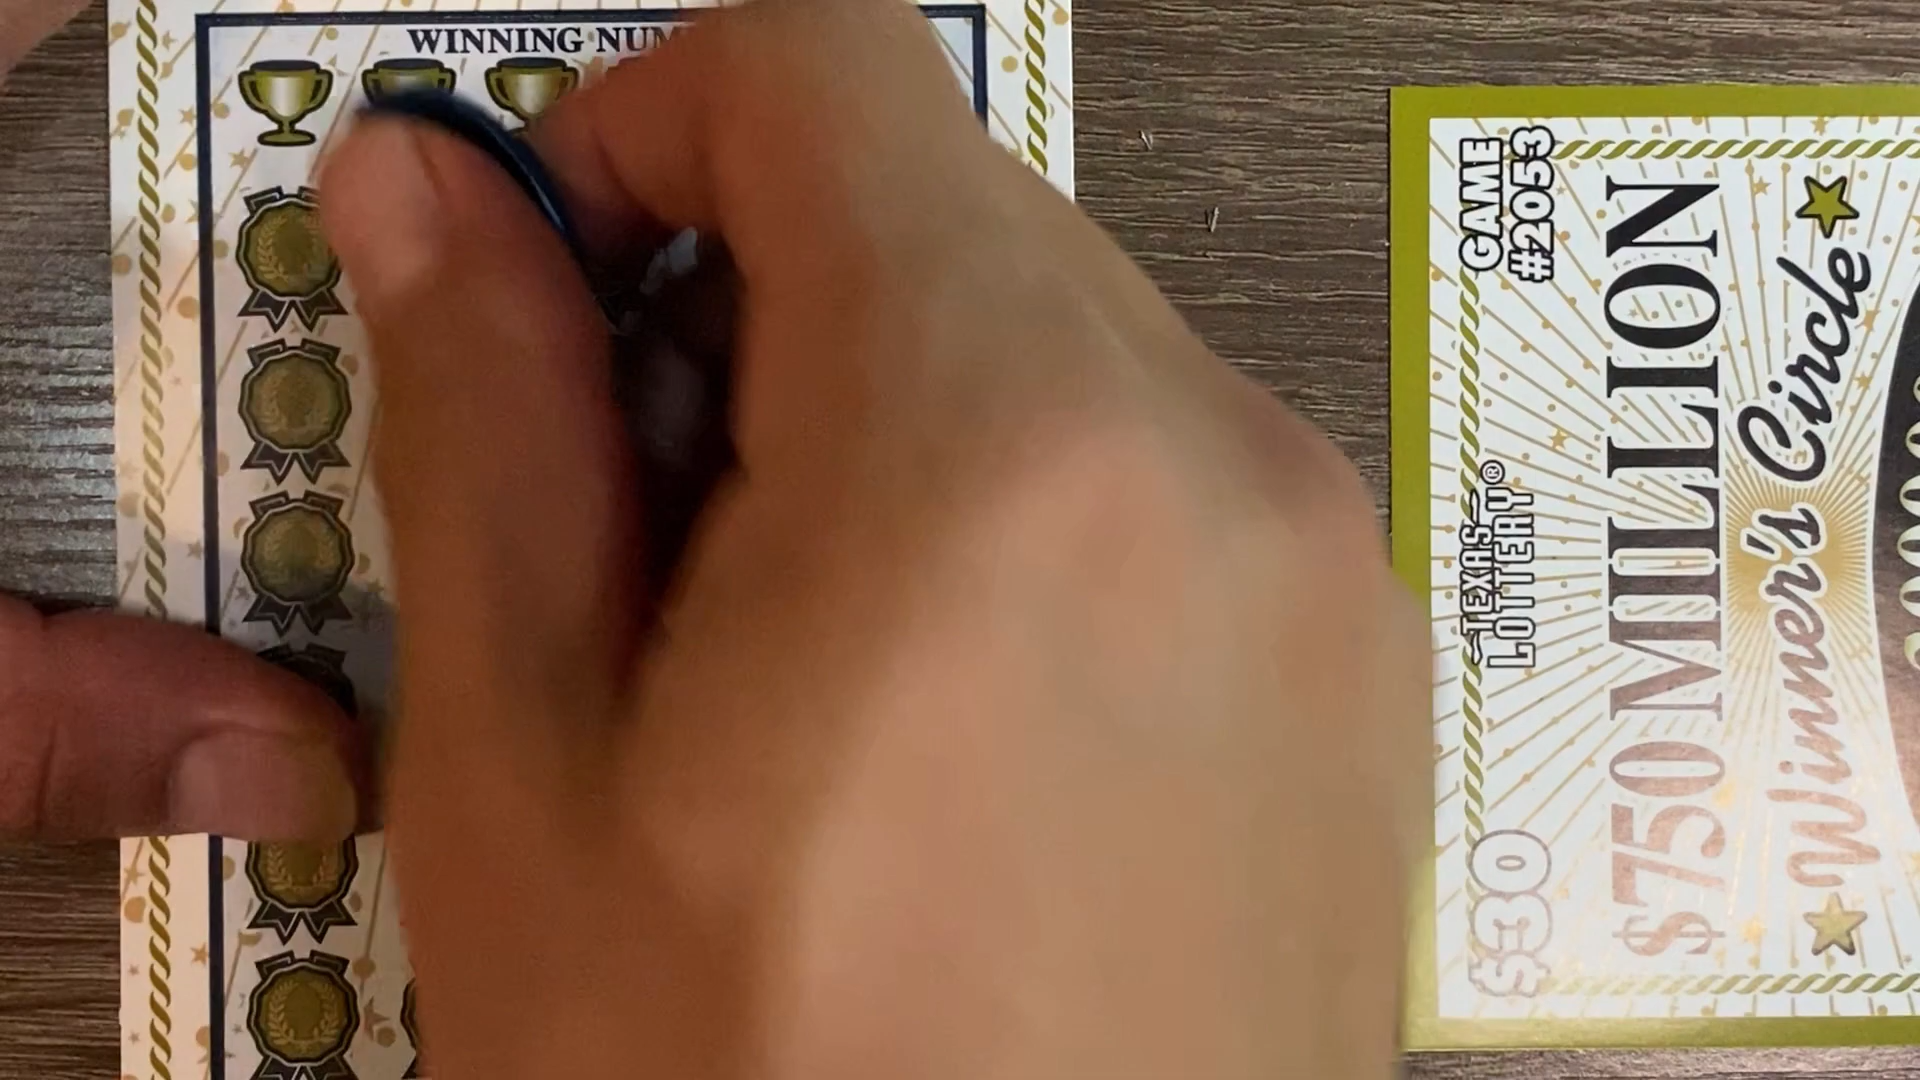 WINNING NUM
GAME
#2053
TEXAS
LOTTERY®
$30
$750 MILLION
Winner's Circle